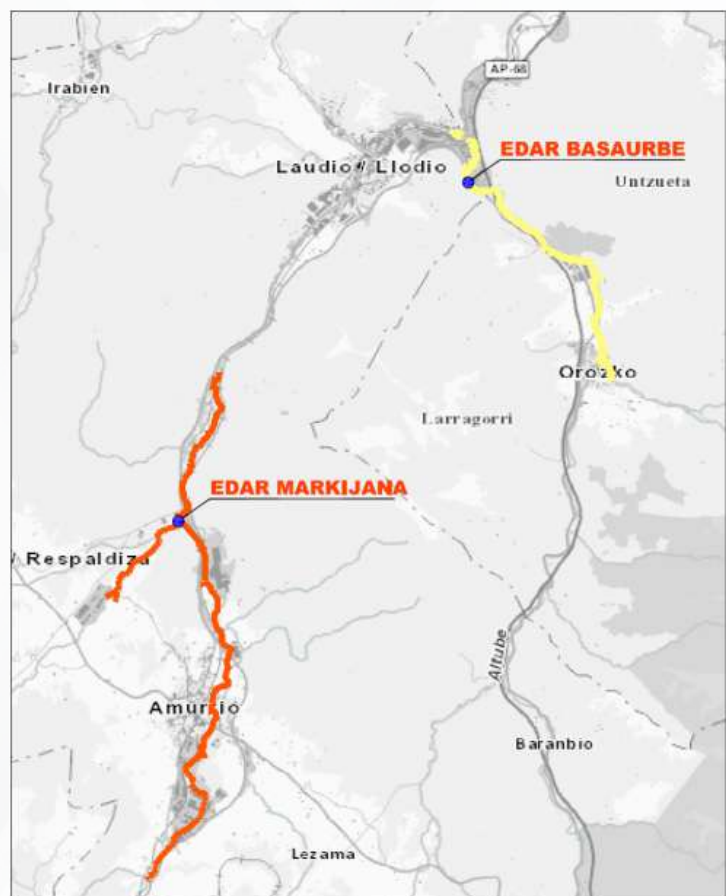 AP-68
Irabien
EDAR BASAURBE
Laudio / Llodio
Untzueta
Orozko
Larragorri
EDAR MARKIJANA
/ Respaldiza
Altube
Amurrio
Baranbio
Lezama